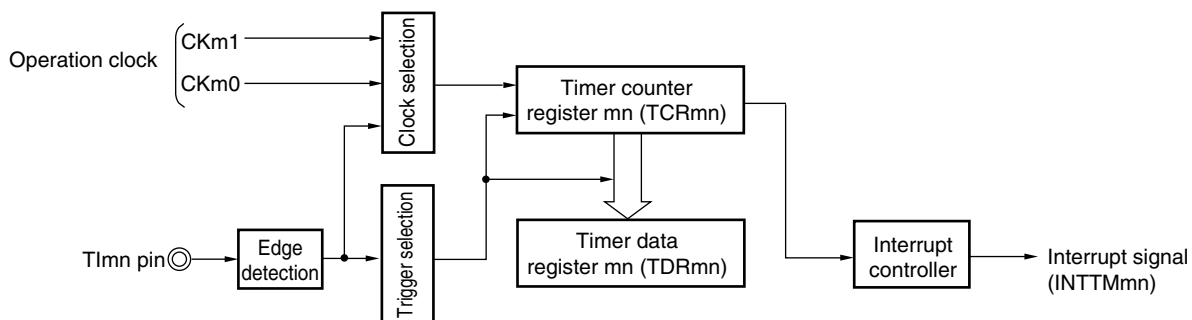 Operation clock
CKm1
CKm0
Clock selection
Timer counter
register mn (TCRmn)
TImn pin
Edge
detection
Trigger selection
Timer data
register mn (TDRmn)
Interrupt
controller
Interrupt signal
(INTTMmn)